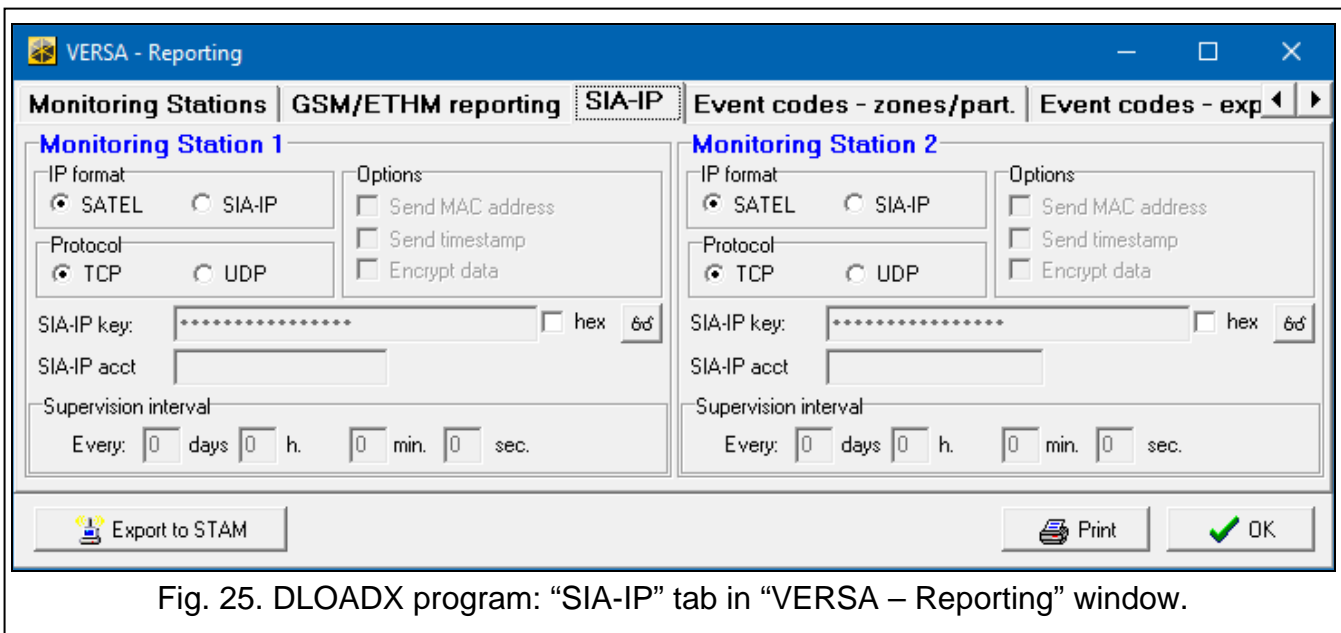 VERSA - Reporting
Monitoring Stations GSM/ETHM reporting SIA-IP Event codes - zones/part. Event codes - exp
Monitoring Station 1
IP format
SATEL SIA-IP
Protocol
TCP UDP
Options
Send MAC address
Send timestamp
Encrypt data
SIA-IP key: **************** hex
SIA-IP acct
Supervision interval
Every: 0 days 0 h. 0 min. 0 sec.
Monitoring Station 2
IP format
SATEL SIA-IP
Protocol
TCP UDP
Options
Send MAC address
Send timestamp
Encrypt data
SIA-IP key: **************** hex
SIA-IP acct
Supervision interval
Every: 0 days 0 h. 0 min. 0 sec.
Export to STAM Print OK
Fig. 25. DLOADX program: “SIA-IP” tab in “VERSA – Reporting” window.